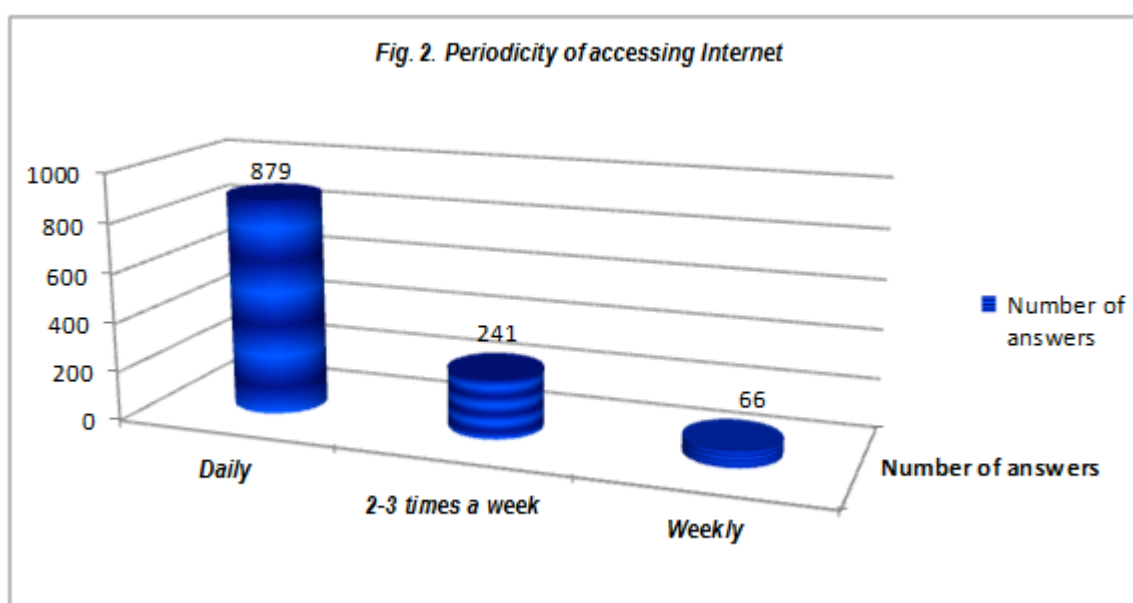 Fig. 2. Periodicity of accessing Internet
1000
800
600
400
200
0
879
241
66
Daily
2-3 times a week
Weekly
Number of answers
Number of
answers